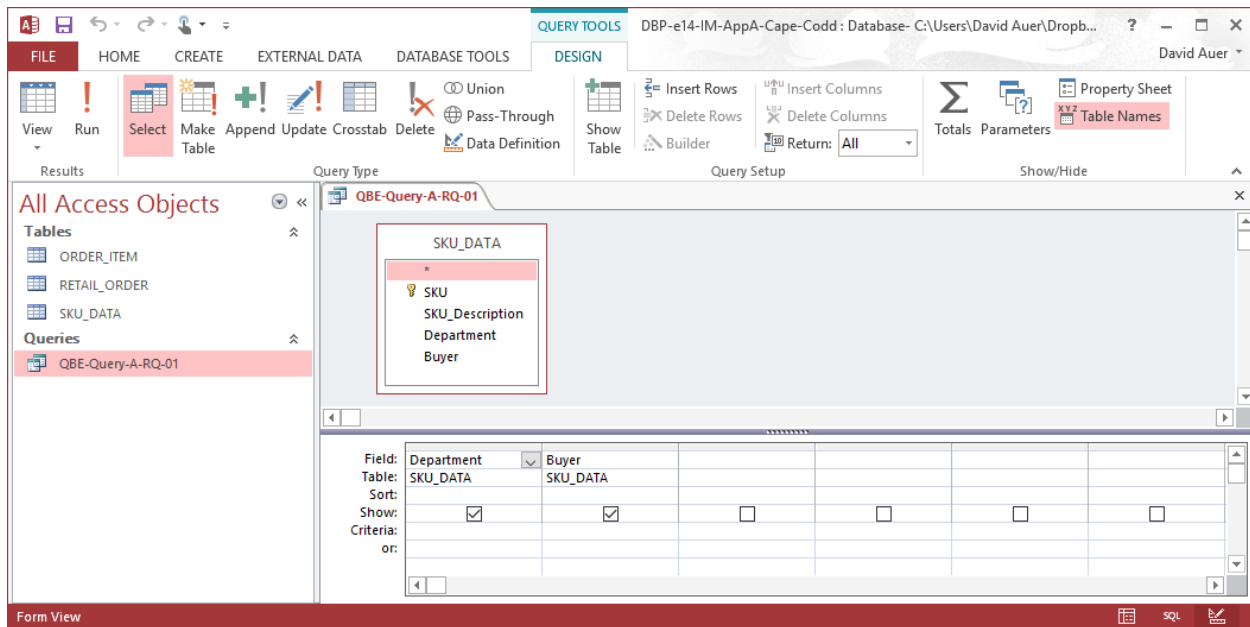 QUERY TOOLS
DBP-e14-IM-AppA-Cape-Codd : Database- C:\Users\David Auer\Dropb...
?
FILE HOME CREATE EXTERNAL DATA DATABASE TOOLS DESIGN
David Auer
View
Run
Select
Make Table
Append
Update
Crosstab
Delete
Union
Pass-Through
Data Definition
Show Table
Insert Rows
Delete Rows
Builder
Insert Columns
Delete Columns
Return: All
Totals
Parameters
Property Sheet
XYZ
Table Names
Results
Query Type
Query Setup
Show/Hide
All Access Objects
Tables
ORDER_ITEM
RETAIL_ORDER
SKU_DATA
Queries
QBE-Query-A-RQ-01
QBE-Query-A-RQ-01
SKU_DATA
*
SKU
SKU_Description
Department
Buyer
Field: Department Buyer
Table: SKU_DATA SKU_DATA
Sort:
Show:
Criteria:
or:
Form View
SQL